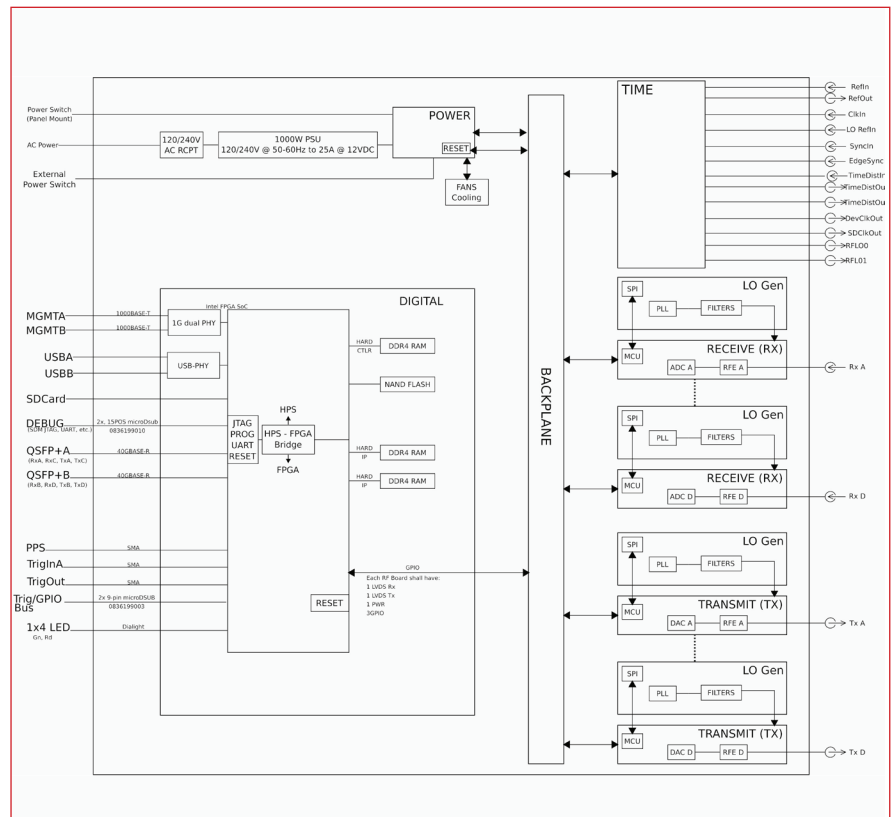 Power Switch
(Panel Mount)
AC Power
External
Power Switch
120/240V
AC RCPT
1000W PSU
120/240V @ 50-60Hz to 25A @ 12VDC
POWER
RESET
FANS
Cooling
TIME
RefIn
RefOut
ClkIn
LO RefIn
SyncIn
EdgeSync
TimeDistIr
TimeDistOu
TimeDistOu
DevClkOut
SDClkOut
RFLO0
RFL01
DIGITAL
Intel FPGA SoC
MGMTA
1000BASE-T
MGMTB
1000BASE-T
1G dual PHY
USBA
USBB
USB-PHY
SDCard
DEBUG
(SDM JTAG, UART, etc.)
2x, 15POS microDsub
0836199010
QSFP+A
(RxA, RxC, TxA, TxC)
40GBASE-R
QSFP+B
(RxB, RxD, TxB, TxD)
40GBASE-R
JTAG
PROG
UART
RESET
HPS
HPS - FPGA
Bridge
FPGA
HARD
CTLR
DDR4 RAM
NAND FLASH
HARD
IP
DDR4 RAM
HARD
IP
DDR4 RAM
PPS
SMA
TrigInA
SMA
TrigOut
SMA
Trig/GPIO
Bus
2x 9-pin microDSUB
0836199003
1x4 LED
Gn, Rd
Dialight
RESET
GPIO
Each RF Board shall have:
1 LVDS Rx
1 LVDS Tx
1 PWR
3GPIO
BACKPLANE
LO Gen
SPI
PLL
FILTERS
RECEIVE (RX)
MCU
ADC A
RFE A
Rx A
LO Gen
SPI
PLL
FILTERS
RECEIVE (RX)
MCU
ADC D
RFE D
Rx D
LO Gen
SPI
PLL
FILTERS
TRANSMIT (TX)
MCU
DAC A
RFE A
Tx A
LO Gen
SPI
PLL
FILTERS
TRANSMIT (TX)
MCU
DAC D
RFE D
Tx D